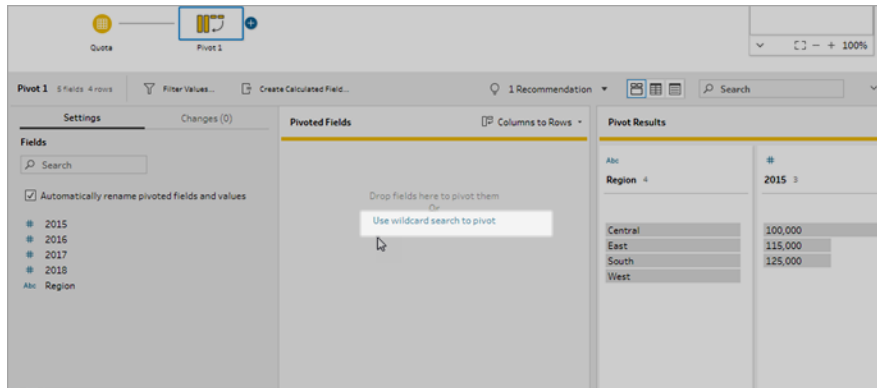 Quota
Pivot 1
100%
Pivot 1 5 fields 4 rows
Filter Values...
Create Calculated Field...
1 Recommendation
Search
Settings
Changes (0)
Fields
Search
Automatically rename pivoted fields and values
# 2015
# 2016
# 2017
# 2018
Abc Region
Pivoted Fields
Columns to Rows
Drop fields here to pivot them
Or
Use wildcard search to pivot
Pivot Results
Abc
Region 4
Central
East
South
West
#
2015 3
100,000
115,000
125,000